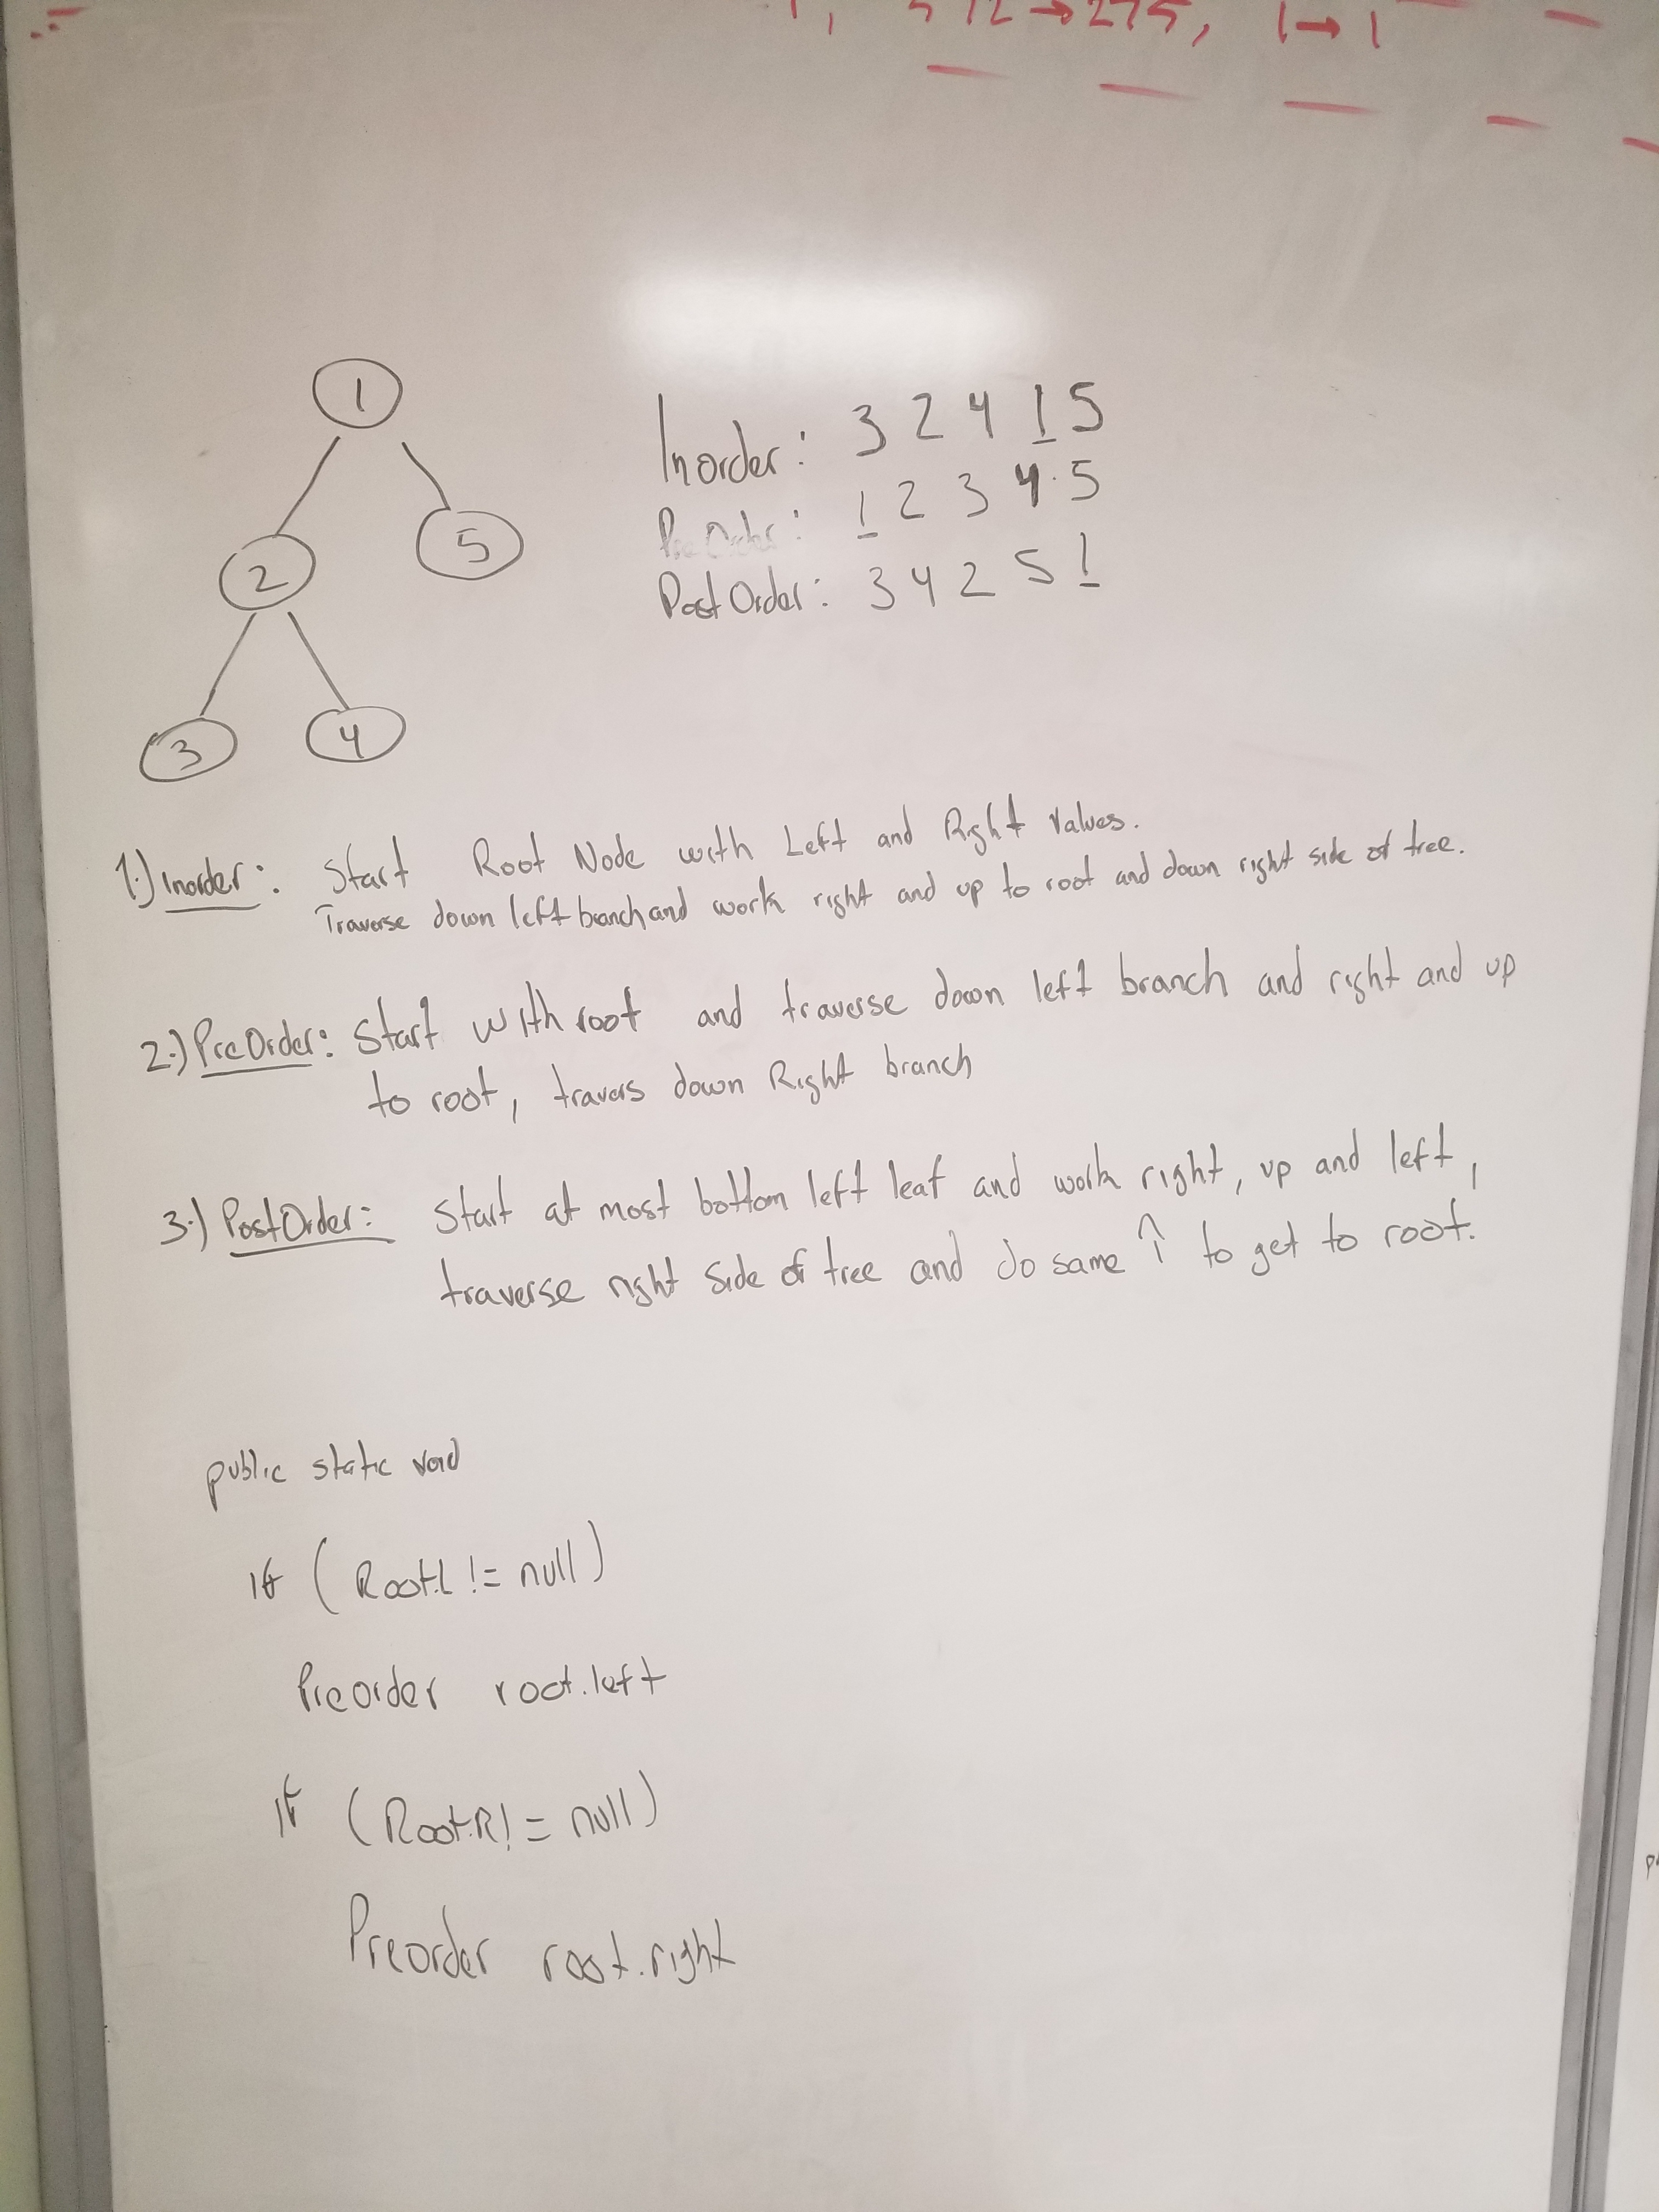 12 → 275, 1 → 1
1
2
5
3
4
Inorder: 3 2 4 1 5
PreOrder: 1 2 3 4 5
PostOrder: 3 4 2 5 1
1.) Inorder: Start Root Node with Left and Right Values.
Traverse down left branch and work right and up to root and down right side of tree.
2.) PreOrder: Start with root and traverse down left branch and right and up
to root, travers down Right branch
3.) PostOrder: Start at most bottom left leaf and work right, up and left,
traverse right side of tree and do same ↑ to get to root.
public static void
if (Root.L != null)
Preorder root.left
if (Root.R != null)
Preorder root.right